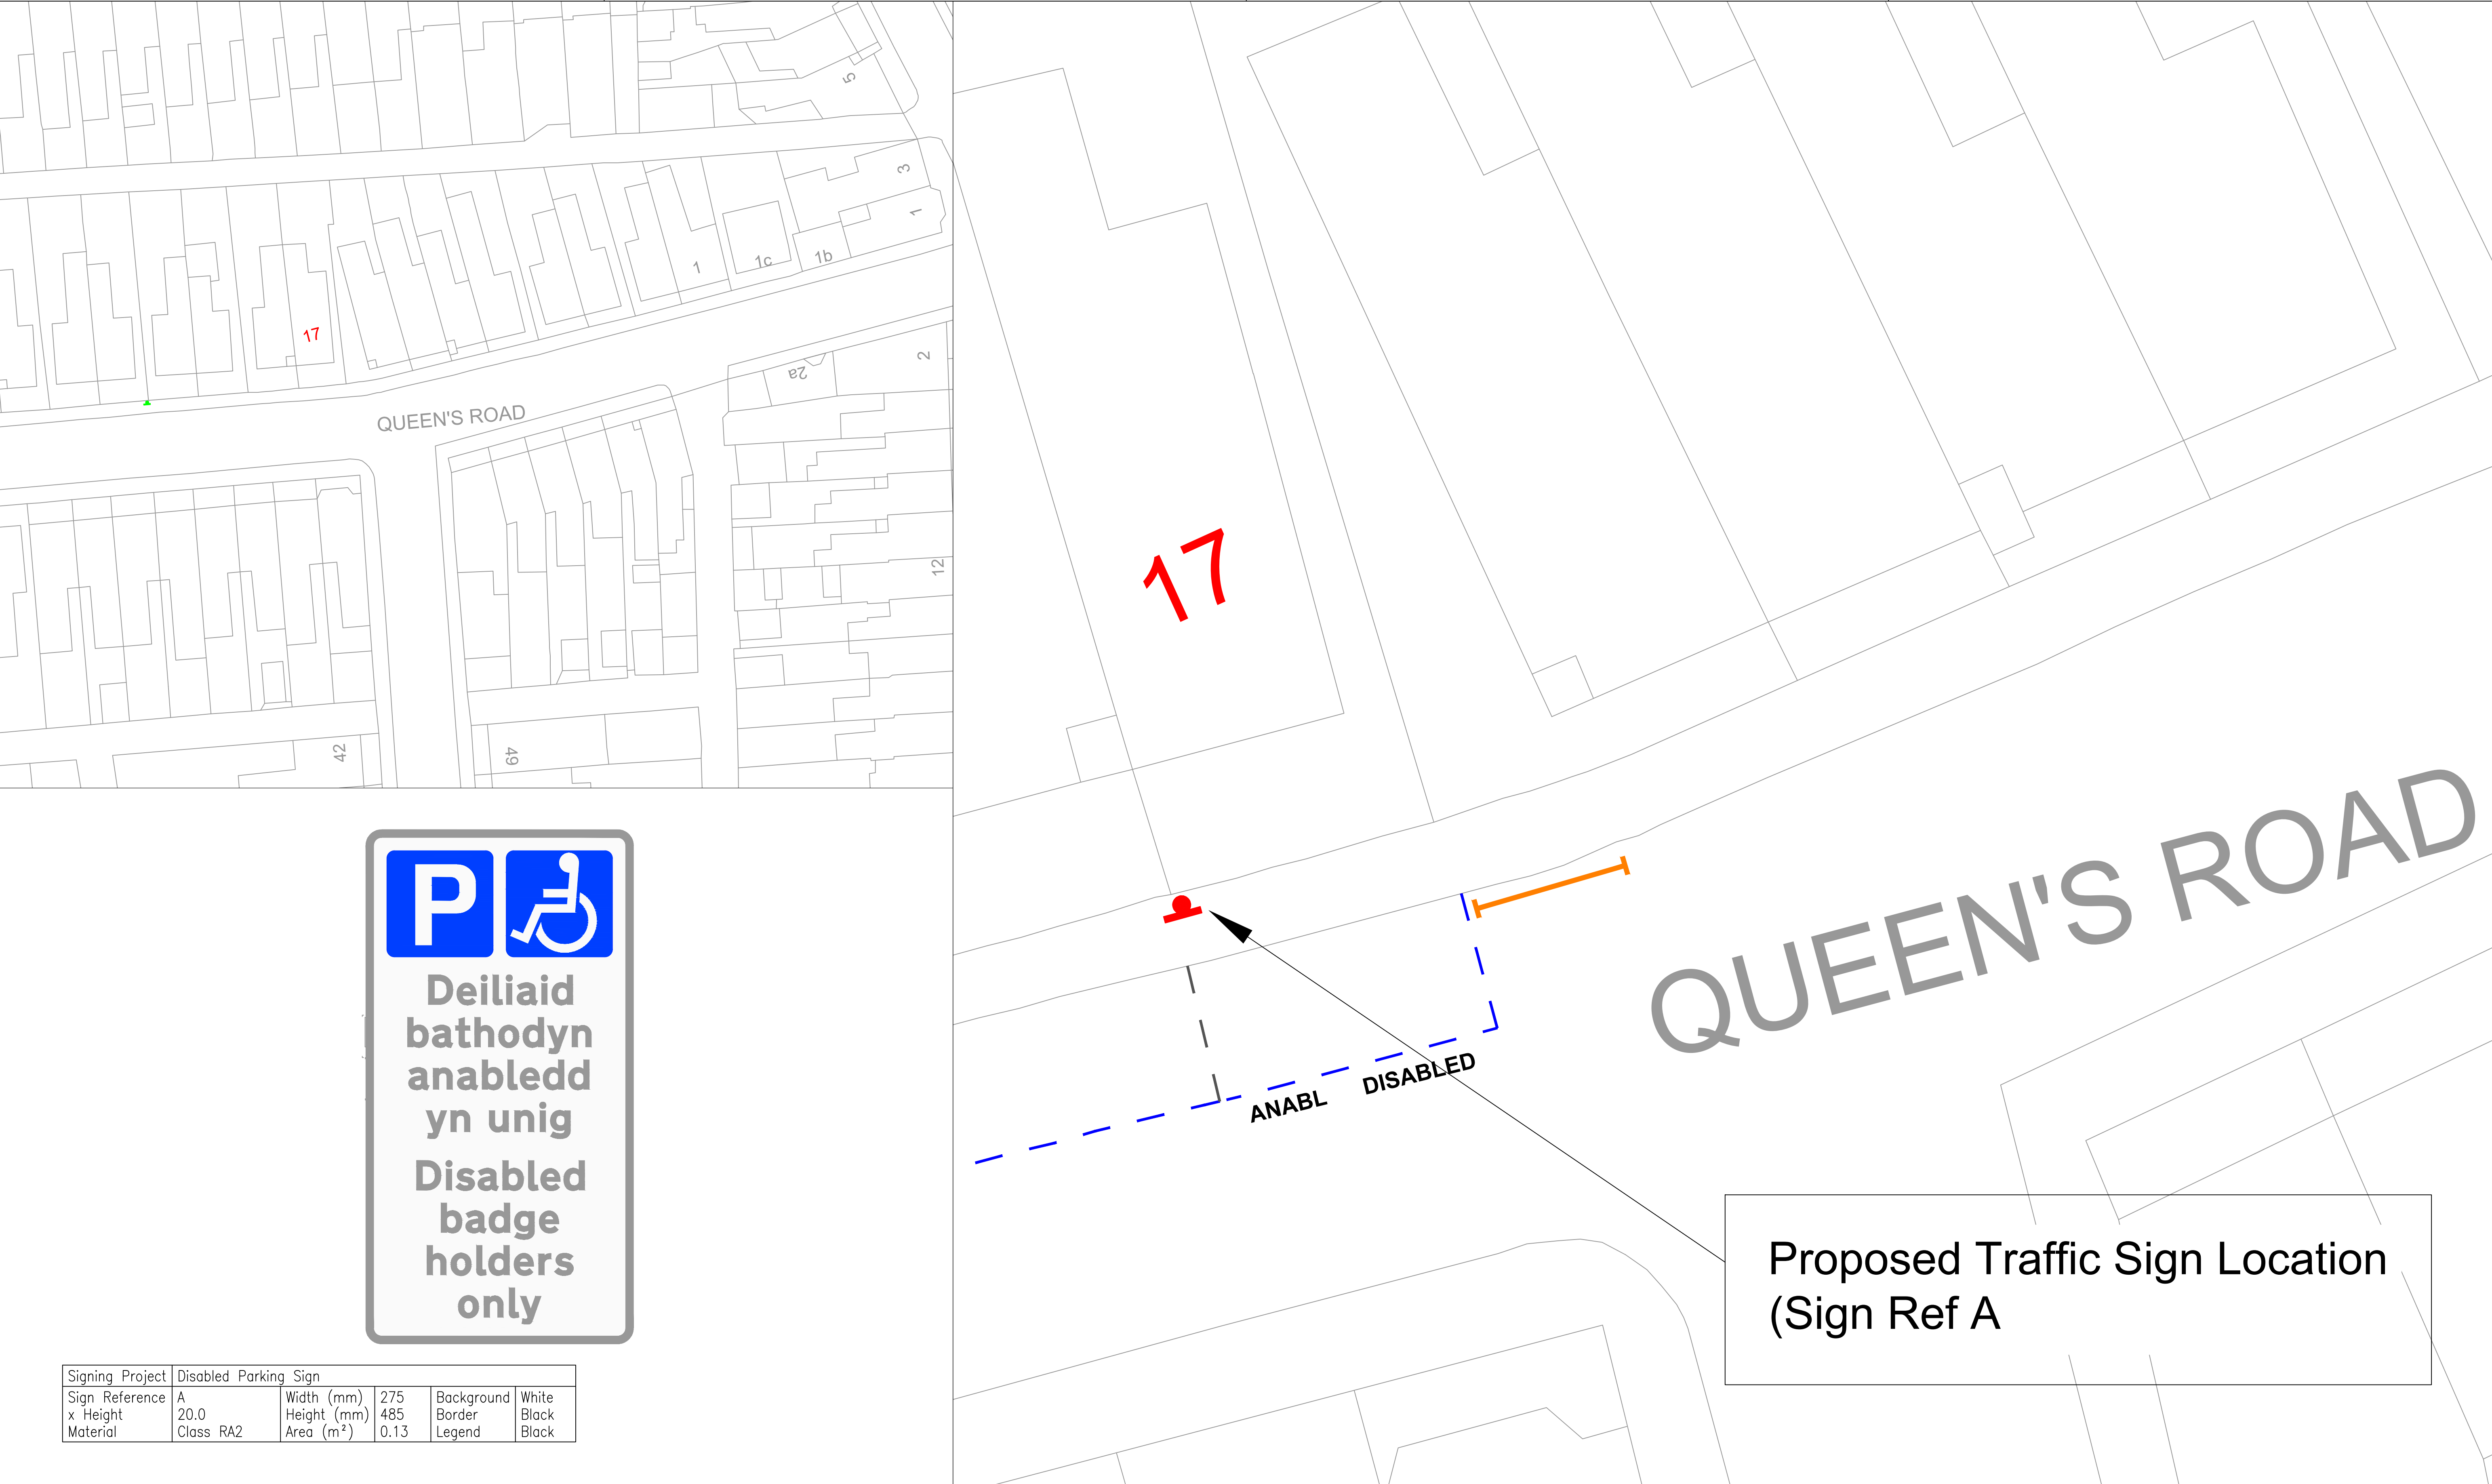 5
3
1
1b
1c
1
17
QUEEN'S ROAD
2a
2
12
42
49
P
Deiliaid
bathodyn
anabledd
yn unig
Disabled
badge
holders
only
Signing Project Disabled Parking Sign
Sign Reference A Width (mm) 275 Background White
x Height 20.0 Height (mm) 485 Border Black
Material Class RA2 Area (m²) 0.13 Legend Black
17
QUEEN'S ROAD
ANABL DISABLED
Proposed Traffic Sign Location
(Sign Ref A